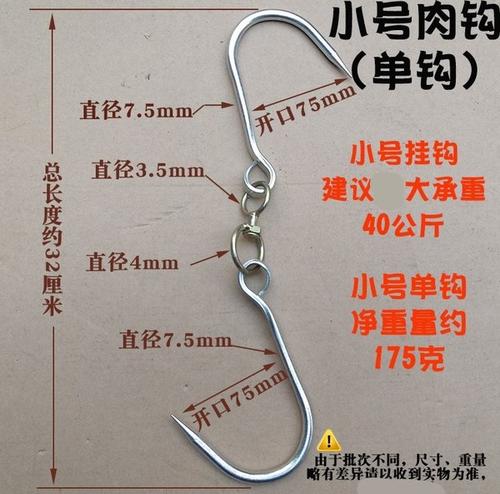 小号肉钩
（单钩）
直径7.5mm
开口75mm
直径3.5mm
小号挂钩
建议 大承重
40公斤
总长度约32厘米
直径4mm
小号单钩
净重量约
175克
直径7.5mm
开口75mm
由于批次不同，尺寸、重量
略有差异请以收到实物为准，